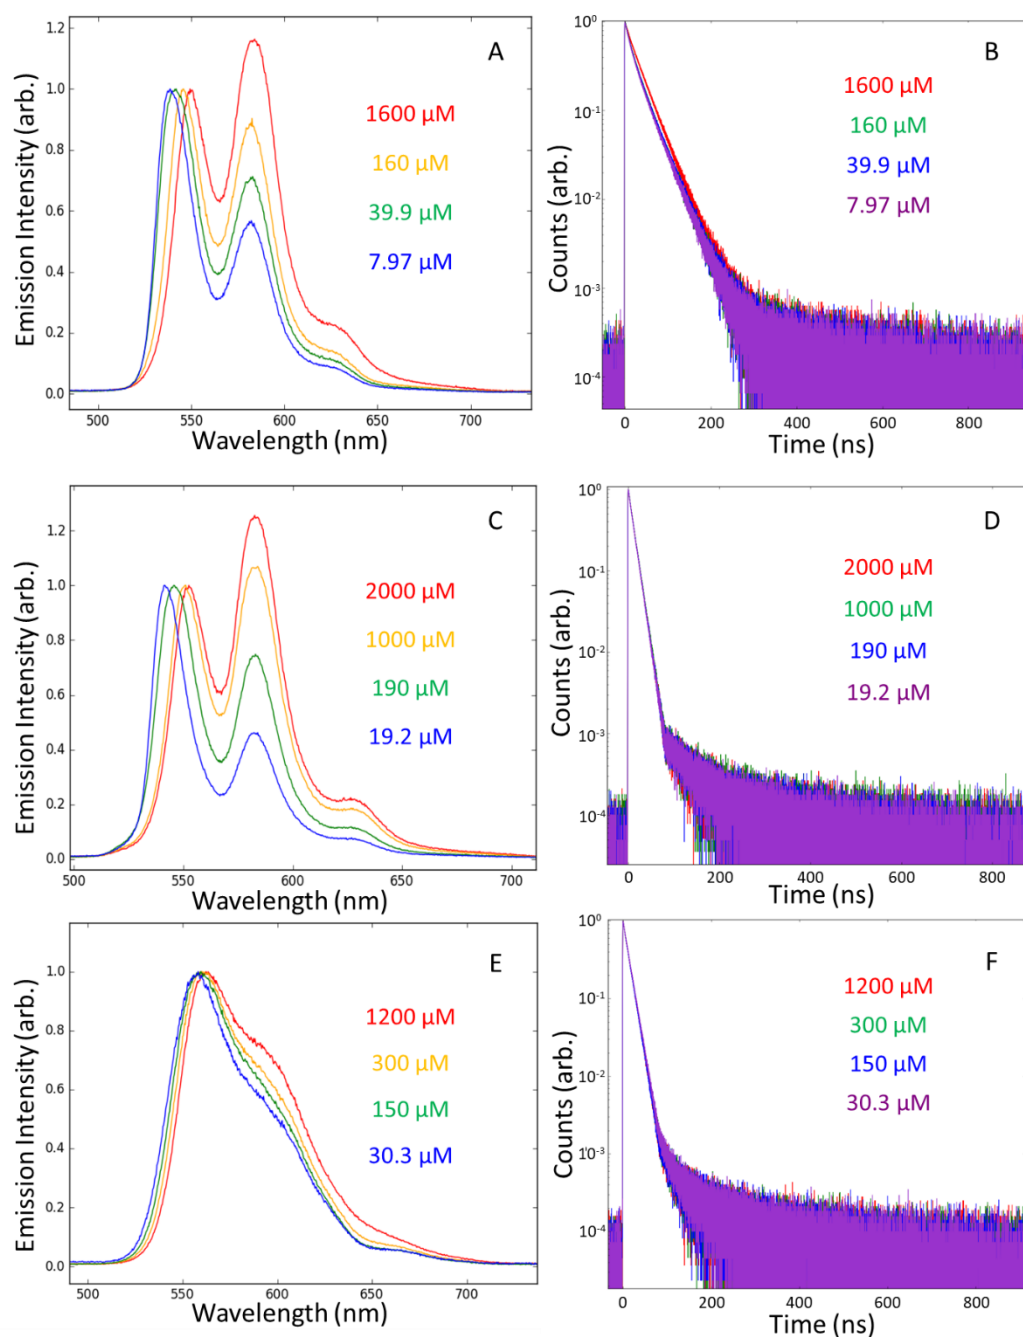 A
Emission Intensity (arb.)
1.2
1.0
0.8
0.6
0.4
0.2
0.0
1600 µM
160 µM
39.9 µM
7.97 µM
500 550 600 650 700
Wavelength (nm)
B
Counts (arb.)
10⁰
10⁻¹
10⁻²
10⁻³
10⁻⁴
1600 µM
160 µM
39.9 µM
7.97 µM
0 200 400 600 800
Time (ns)
C
Emission Intensity (arb.)
1.2
1.0
0.8
0.6
0.4
0.2
0.0
2000 µM
1000 µM
190 µM
19.2 µM
500 550 600 650 700
Wavelength (nm)
D
Counts (arb.)
10⁰
10⁻¹
10⁻²
10⁻³
10⁻⁴
2000 µM
1000 µM
190 µM
19.2 µM
0 200 400 600 800
Time (ns)
E
Emission Intensity (arb.)
1.0
0.8
0.6
0.4
0.2
0.0
1200 µM
300 µM
150 µM
30.3 µM
500 550 600 650 700
Wavelength (nm)
F
Counts (arb.)
10⁰
10⁻¹
10⁻²
10⁻³
10⁻⁴
1200 µM
300 µM
150 µM
30.3 µM
0 200 400 600 800
Time (ns)